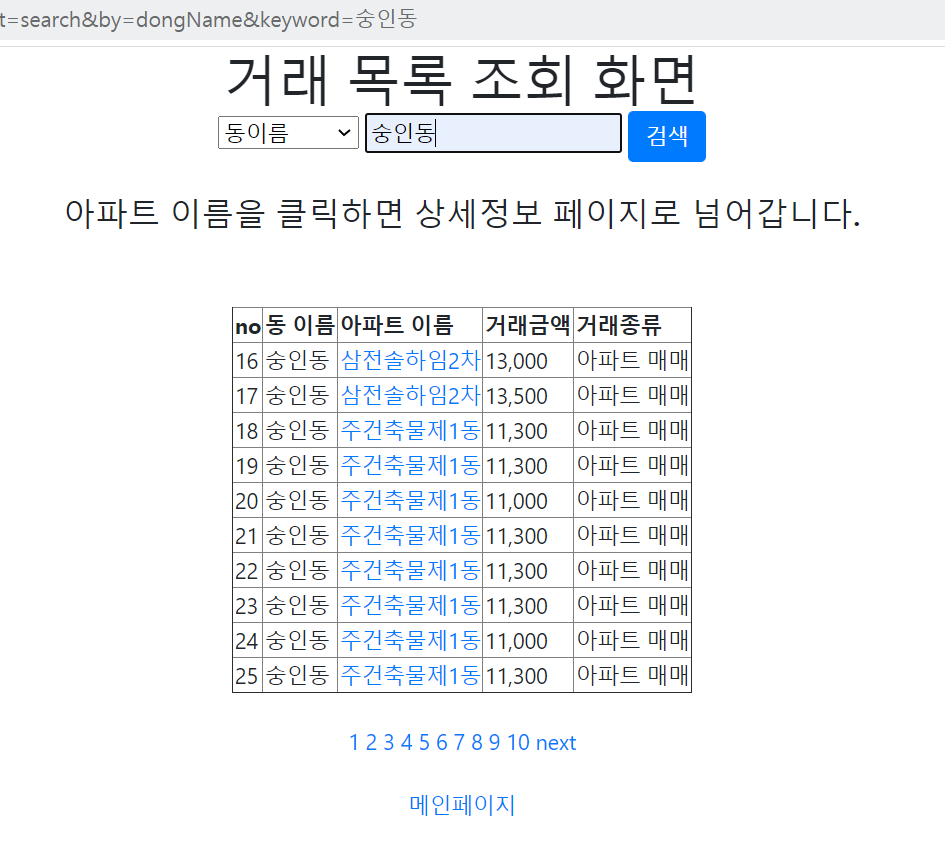 t=search&by=dongName&keyword=숭인동
거래 목록 조회 화면
동이름 숭인동 검색
아파트 이름을 클릭하면 상세정보 페이지로 넘어갑니다.
no 동 이름 아파트 이름 거래금액 거래종류
16 숭인동 삼전솔하임2차 13,000 아파트 매매
17 숭인동 삼전솔하임2차 13,500 아파트 매매
18 숭인동 주건축물제1동 11,300 아파트 매매
19 숭인동 주건축물제1동 11,300 아파트 매매
20 숭인동 주건축물제1동 11,000 아파트 매매
21 숭인동 주건축물제1동 11,300 아파트 매매
22 숭인동 주건축물제1동 11,300 아파트 매매
23 숭인동 주건축물제1동 11,300 아파트 매매
24 숭인동 주건축물제1동 11,000 아파트 매매
25 숭인동 주건축물제1동 11,300 아파트 매매
1 2 3 4 5 6 7 8 9 10 next
메인페이지